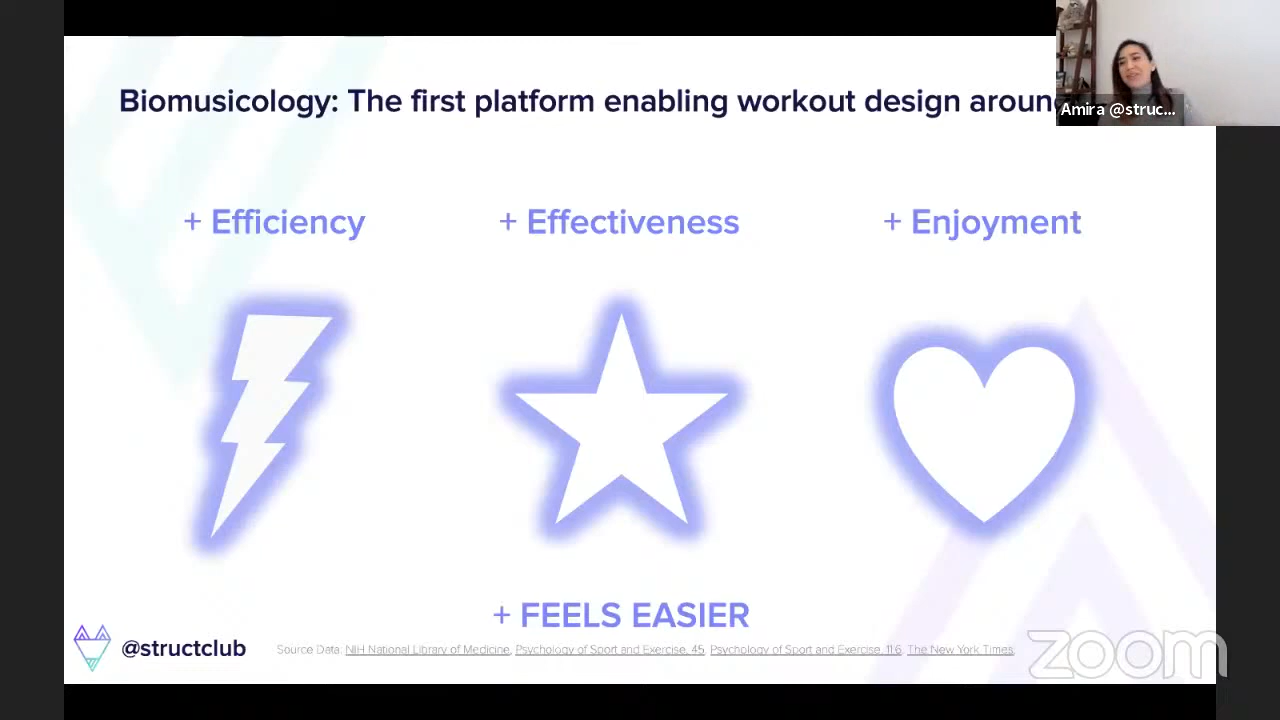 Biomusicology: The first platform enabling workout design aroun
Amira @struc...
+ Efficiency
+ Effectiveness
+ Enjoyment
+ FEELS EASIER
@structclub
Source Data: NIH National Library of Medicine, Psychology of Sport and Exercise, 45, Psychology of Sport and Exercise, 11.6, The New York Times
zoom